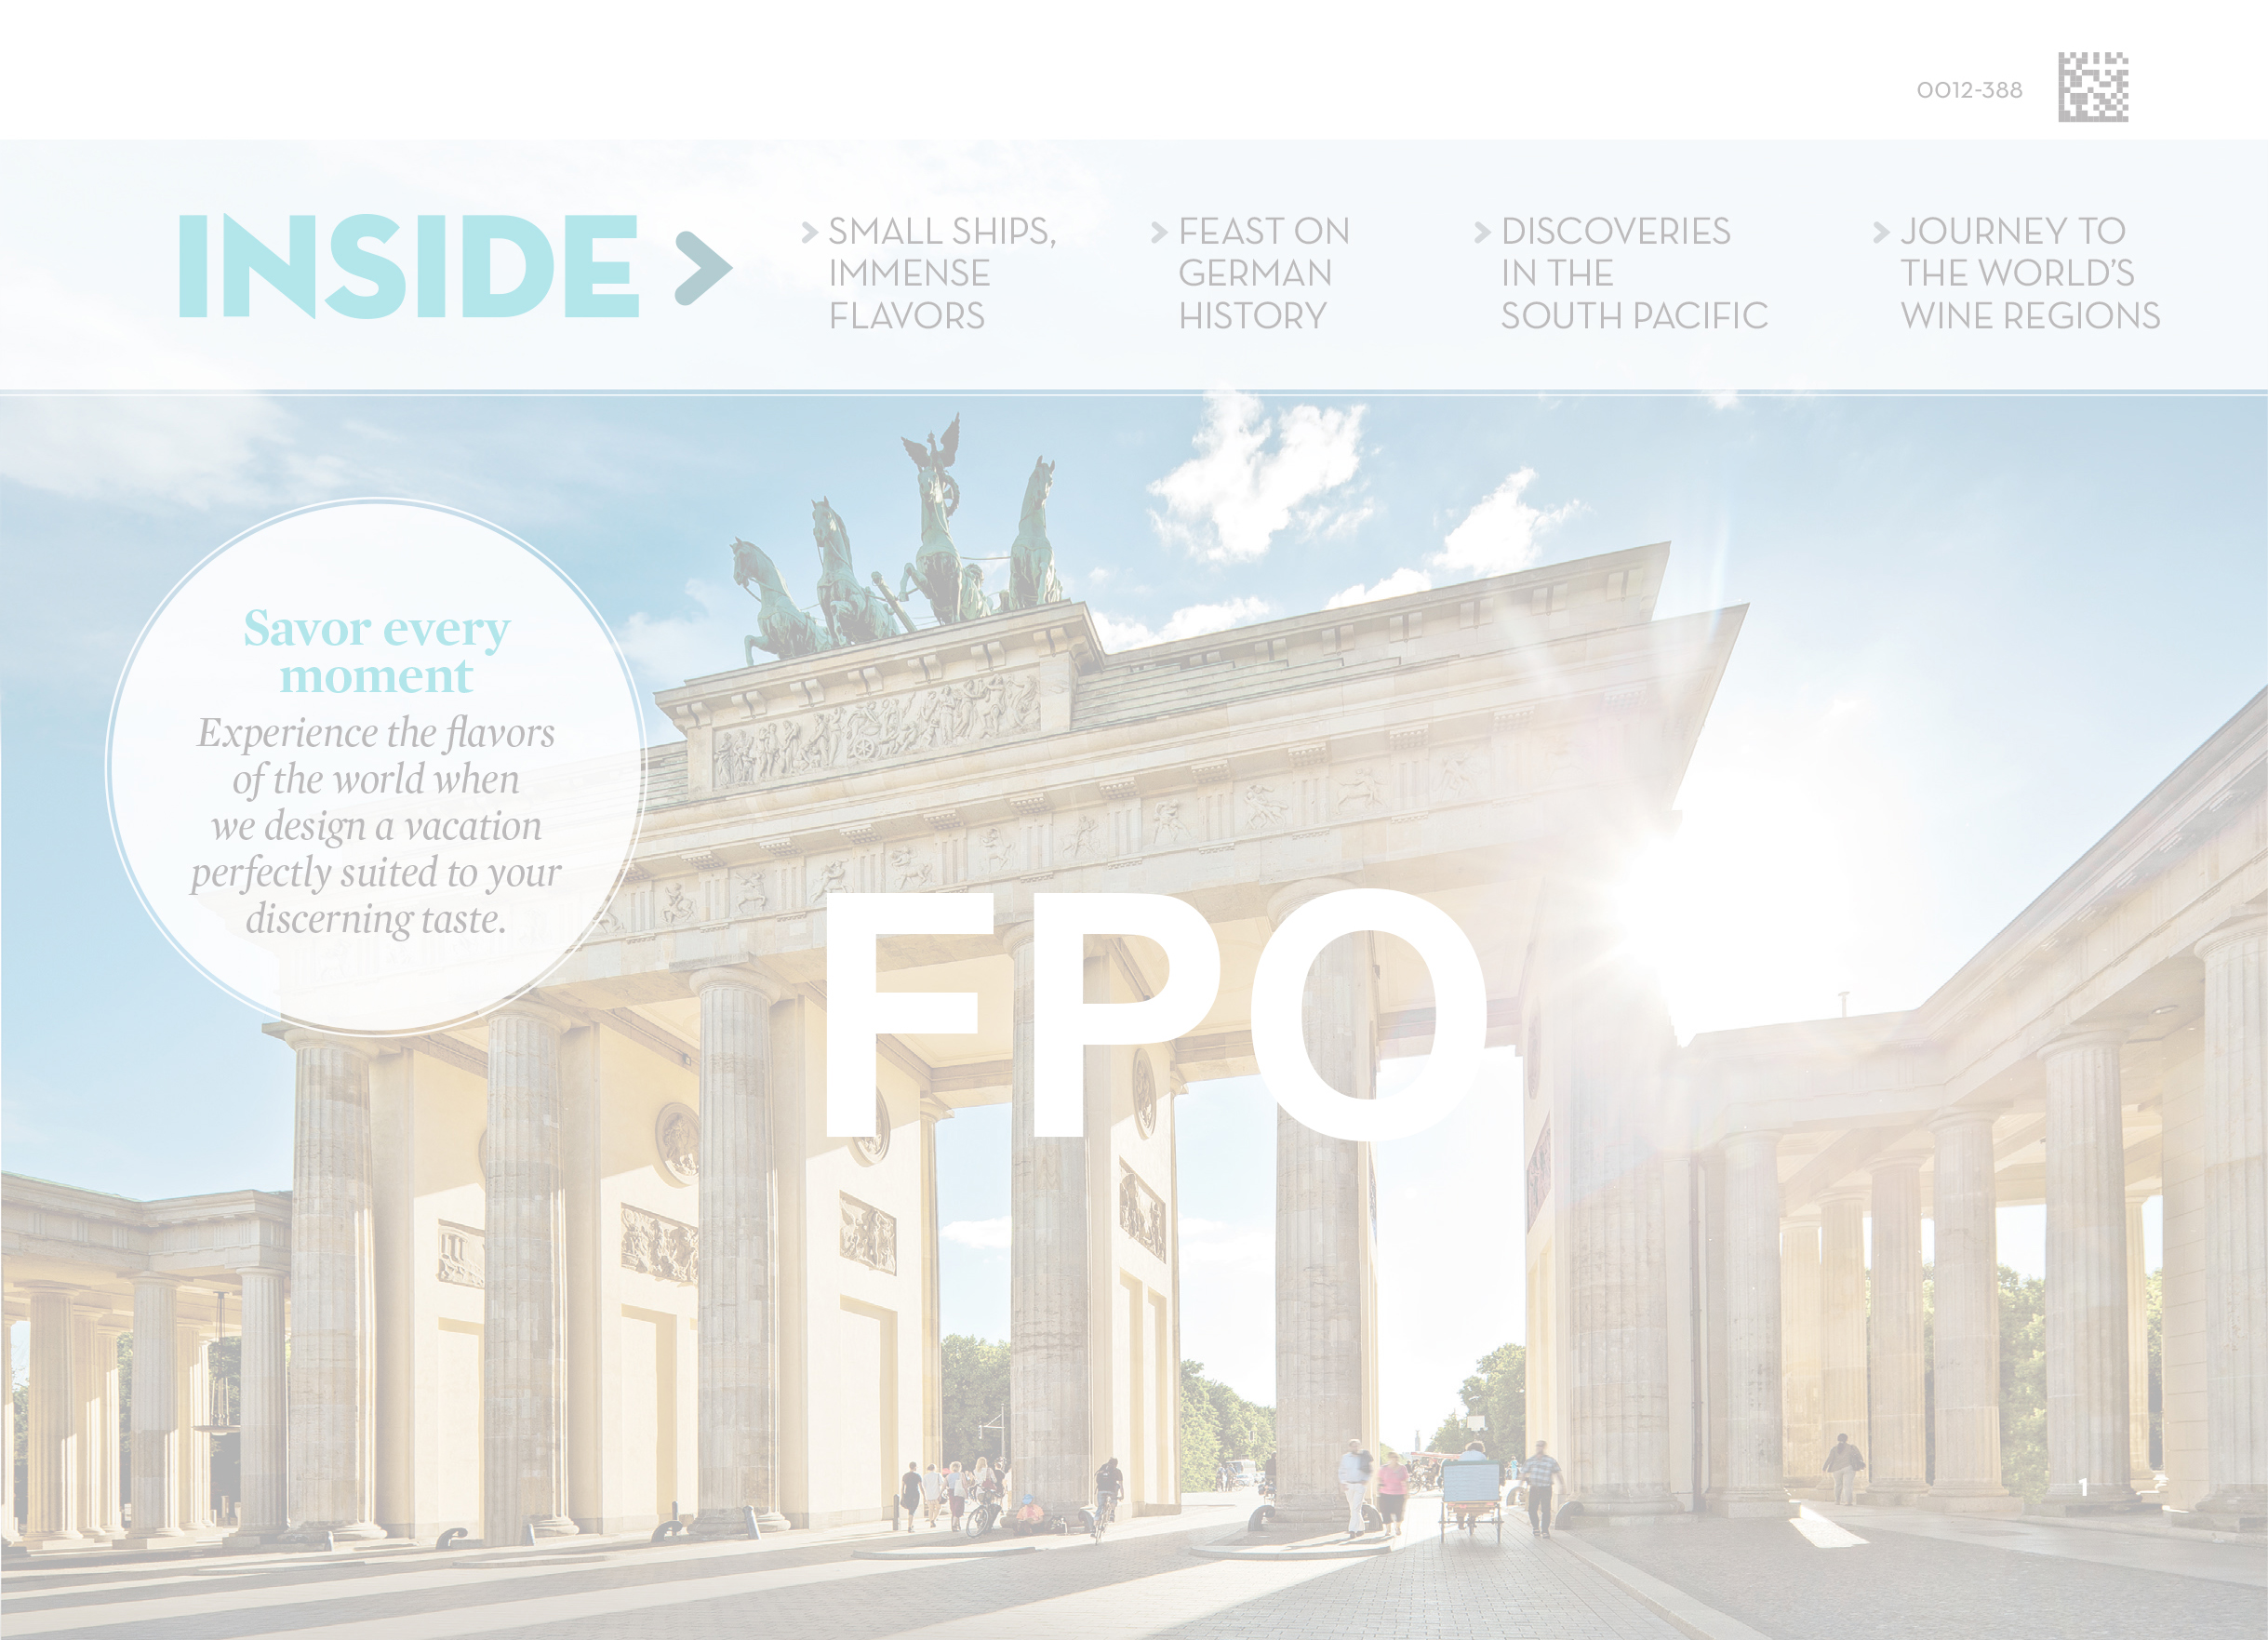 0012-388
INSIDE >
> SMALL SHIPS,
IMMENSE
FLAVORS
> FEAST ON
GERMAN
HISTORY
> DISCOVERIES
IN THE
SOUTH PACIFIC
> JOURNEY TO
THE WORLD’S
WINE REGIONS
Savor every
moment
Experience the flavors
of the world when
we design a vacation
perfectly suited to your
discerning taste.
FPO
1